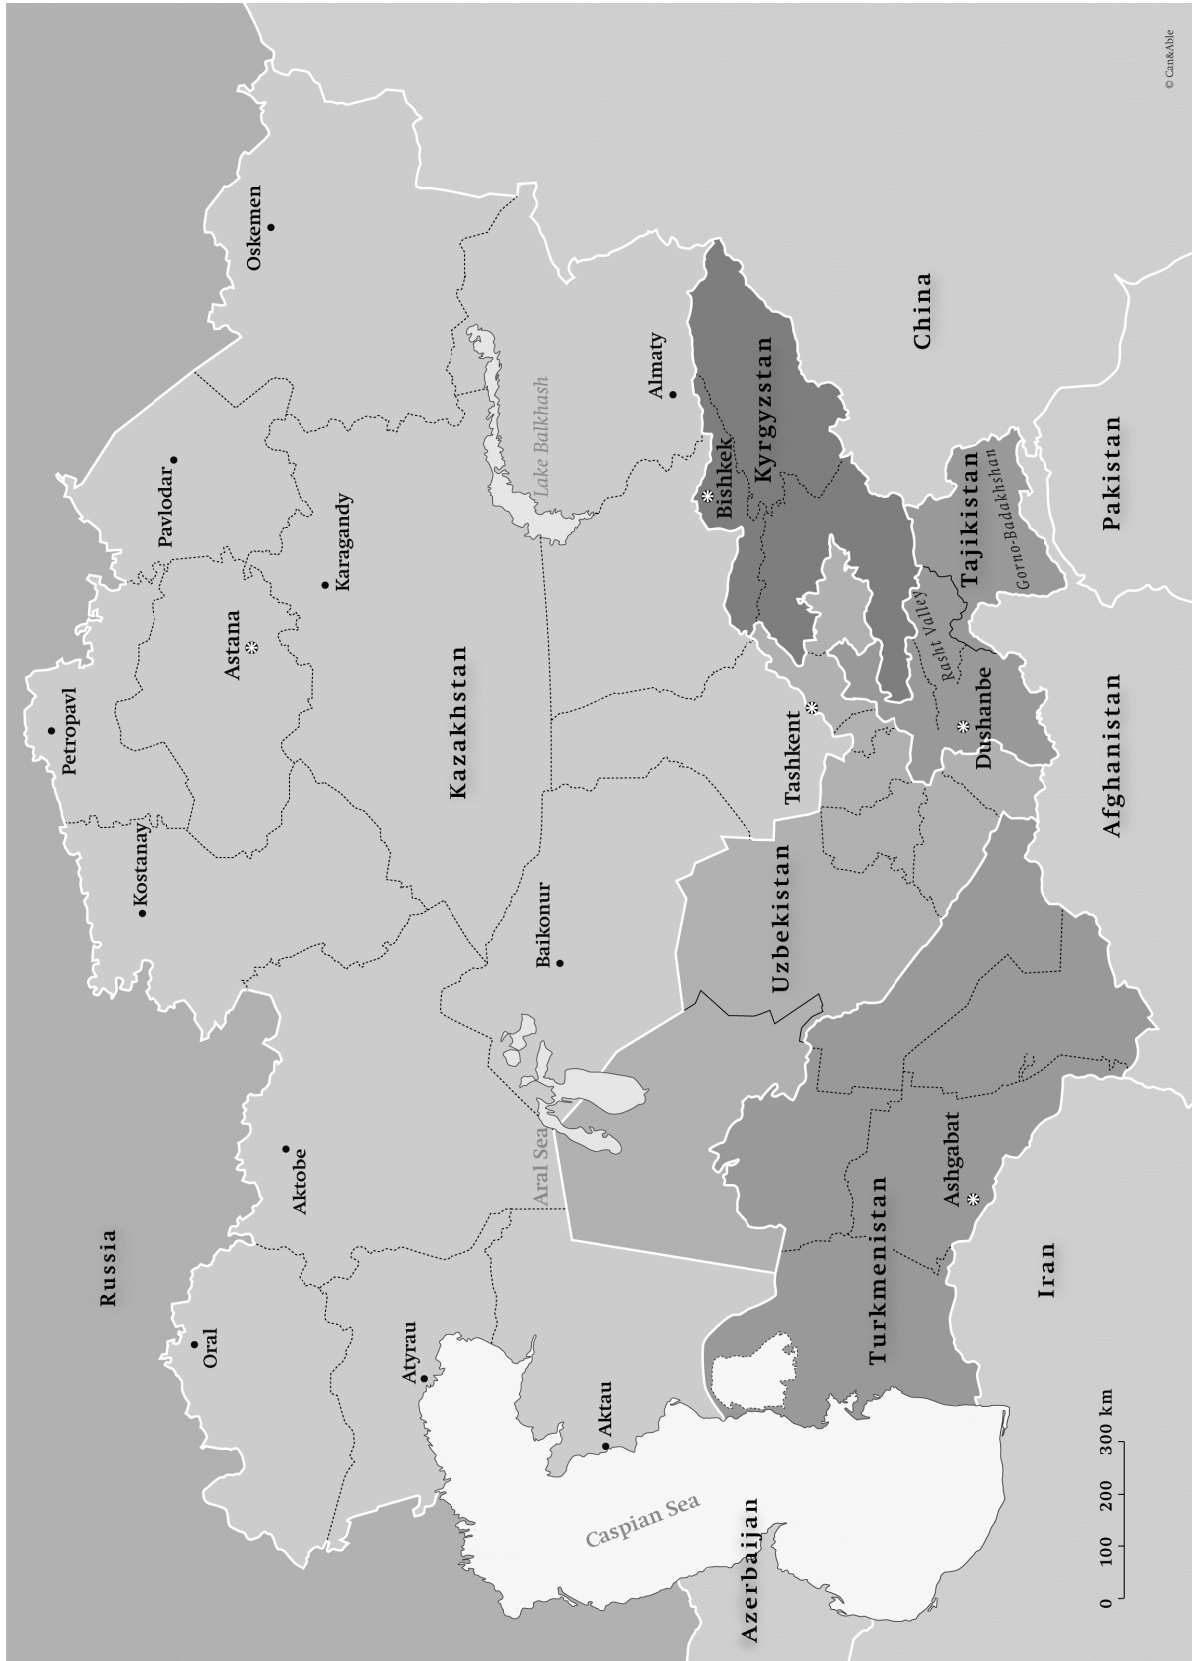 Russia
Petropavl
Kostanay
Pavlodar
Oskemen
Astana
Oral
Aktobe
Karagandy
Atyrau
Kazakhstan
Lake Balkhash
Baikonur
Aral Sea
Aktau
Almaty
Caspian Sea
Bishkek
Kyrgyzstan
Tashkent
Uzbekistan
Azerbaijan
Turkmenistan
Ashgabat
China
Rasht Valley
Dushanbe
Tajikistan
Gorno-Badakhshan
Iran
Afghanistan
Pakistan
0 100 200 300 km
© Can&Able